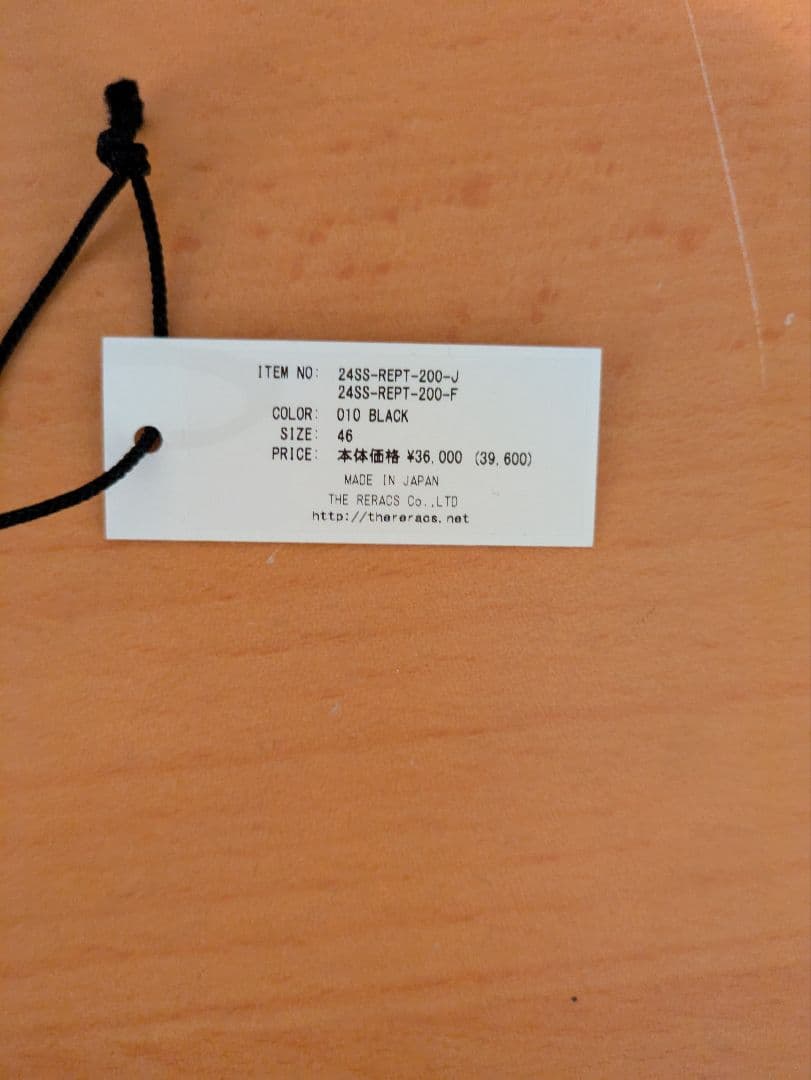 ITEM NO: 24SS-REPT-200-J
24SS-REPT-200-F
COLOR: 010 BLACK
SIZE: 46
PRICE: 本体価格 ¥36,000 (39,600)
MADE IN JAPAN
THE RERACS Co.,LTD
http://thereracs.net